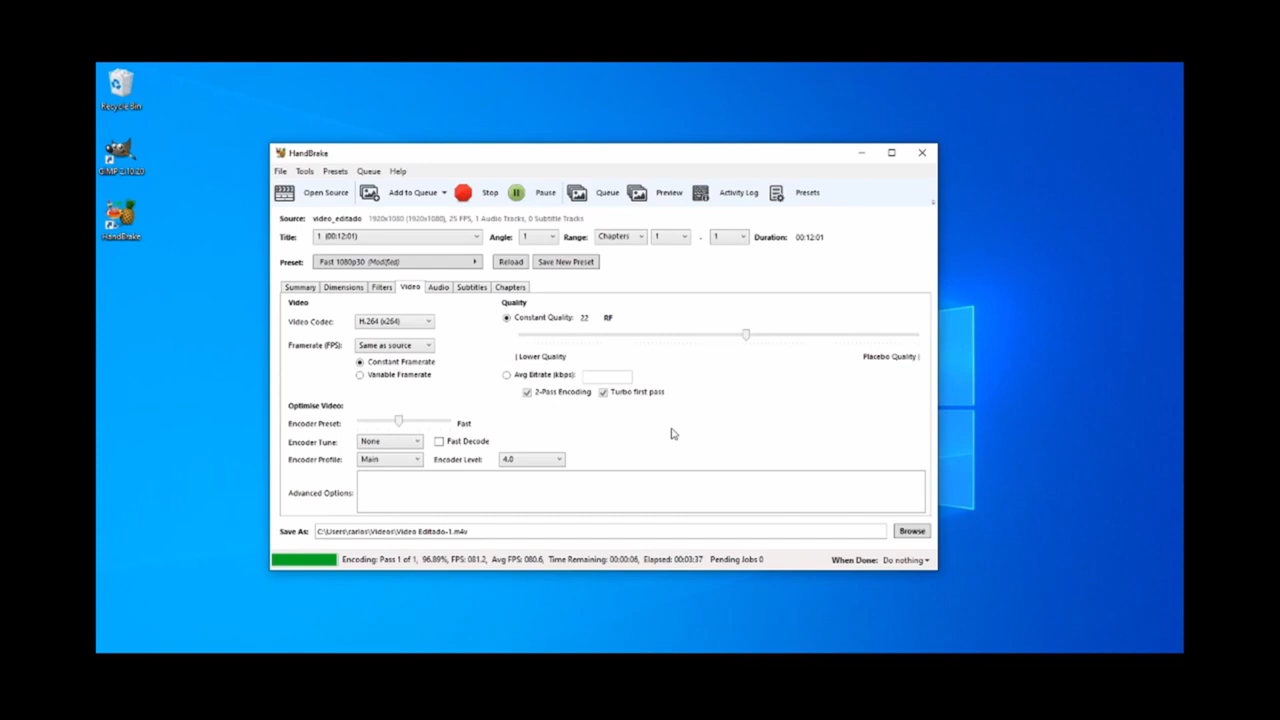 Recycle Bin
GIMP 2.10.20
HandBrake
HandBrake
File Tools Presets Queue Help
Open Source Add to Queue Stop Pause Queue Preview Activity Log Presets
Source: video_editado 1920x1080 (1920x1080), 25 FPS, 1 Audio Tracks, 0 Subtitle Tracks
Title: 1 (00:12:01) Angle: 1 Range: Chapters 1 - 1 Duration: 00:12:01
Preset: Fast 1080p30 (Modified) Reload Save New Preset
Summary Dimensions Filters Video Audio Subtitles Chapters
Video Quality
Video Codec: H.264 (x264) Constant Quality: 22 RF
Framerate (FPS): Same as source
| Lower Quality Placebo Quality |
Constant Framerate
Variable Framerate Avg Bitrate (kbps):
2-Pass Encoding Turbo first pass
Optimise Video:
Encoder Preset: Fast
Encoder Tune: None Fast Decode
Encoder Profile: Main Encoder Level: 4.0
Advanced Options:
Save As: C:\Users\carlos\Videos\Video Editado-1.m4v Browse
Encoding: Pass 1 of 1, 96.89%, FPS: 081.2, Avg FPS: 080.6, Time Remaining: 00:00:06, Elapsed: 00:03:37 Pending Jobs 0 When Done: Do nothing